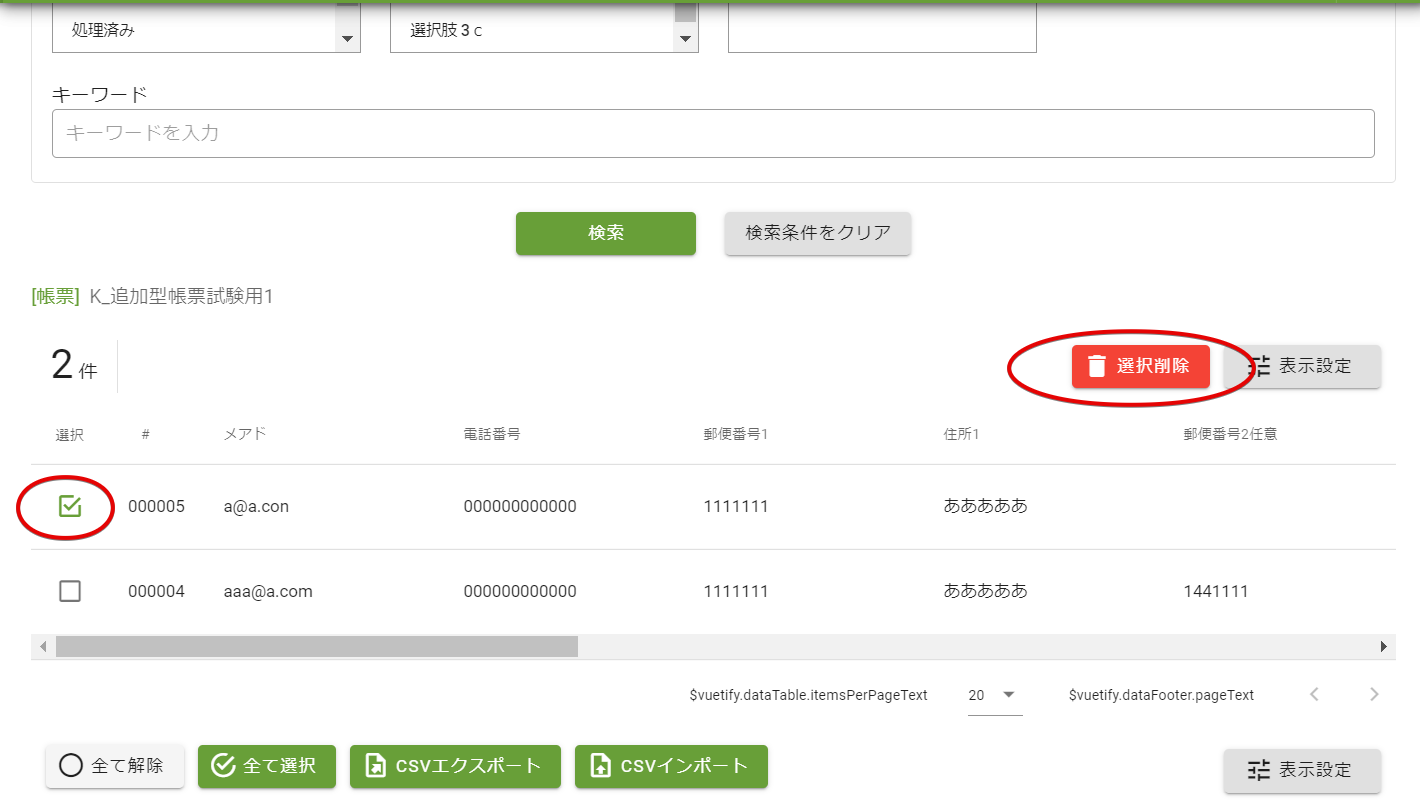 処理済み
選択肢３ｃ
キーワード
キーワードを入力
検索
検索条件をクリア
[帳票] K_追加型帳票試験用1
2 件
選択削除
表示設定
選択 # メアド 電話番号 郵便番号1 住所1 郵便番号2任意
000005 a@a.con 000000000000 1111111 あああああ
000004 aaa@a.com 000000000000 1111111 あああああ 1441111
$vuetify.dataTable.itemsPerPageText 20 $vuetify.dataFooter.pageText
全て解除 全て選択 CSVエクスポート CSVインポート 表示設定